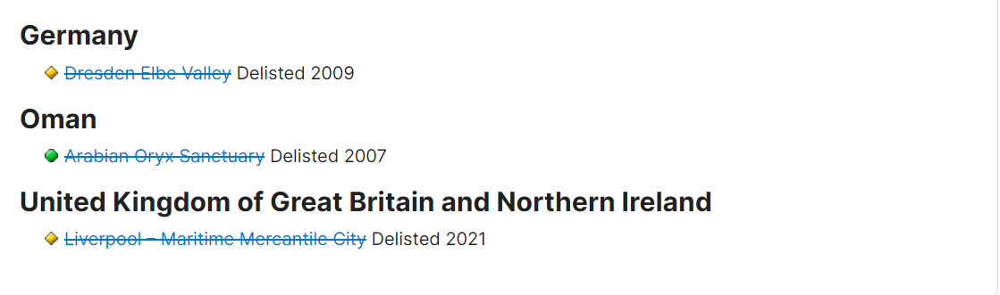 Germany
Dresden Elbe Valley Delisted 2009
Oman
Arabian Oryx Sanctuary Delisted 2007
United Kingdom of Great Britain and Northern Ireland
Liverpool – Maritime Mercantile City Delisted 2021